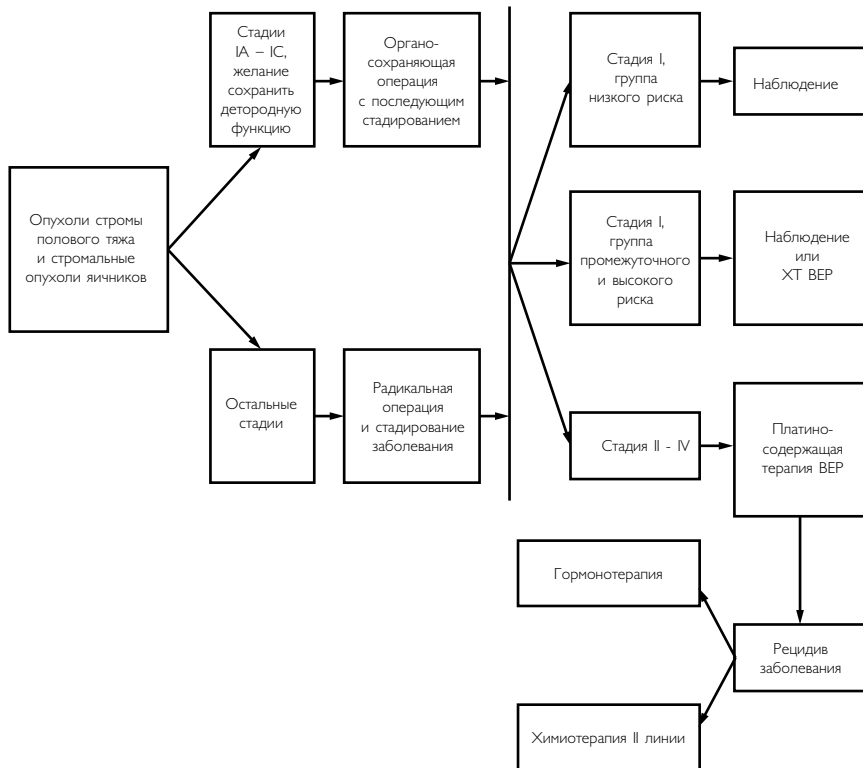 Опухоли стромы
полового тяжа
и стромальные
опухоли яичников
Стадии
IA – IC,
желание
сохранить
детородную
функцию
Органо-
сохраняющая
операция
с последующим
стадированием
Остальные
стадии
Радикальная
операция
и стадирование
заболевания
Стадия I,
группа
низкого риска
Наблюдение
Стадия I,
группа
промежуточного
и высокого
риска
Наблюдение
или
ХТ ВЕР
Стадия II - IV
Платино-
содержащая
терапия ВЕР
Гормонотерапия
Рецидив
заболевания
Химиотерапия II линии